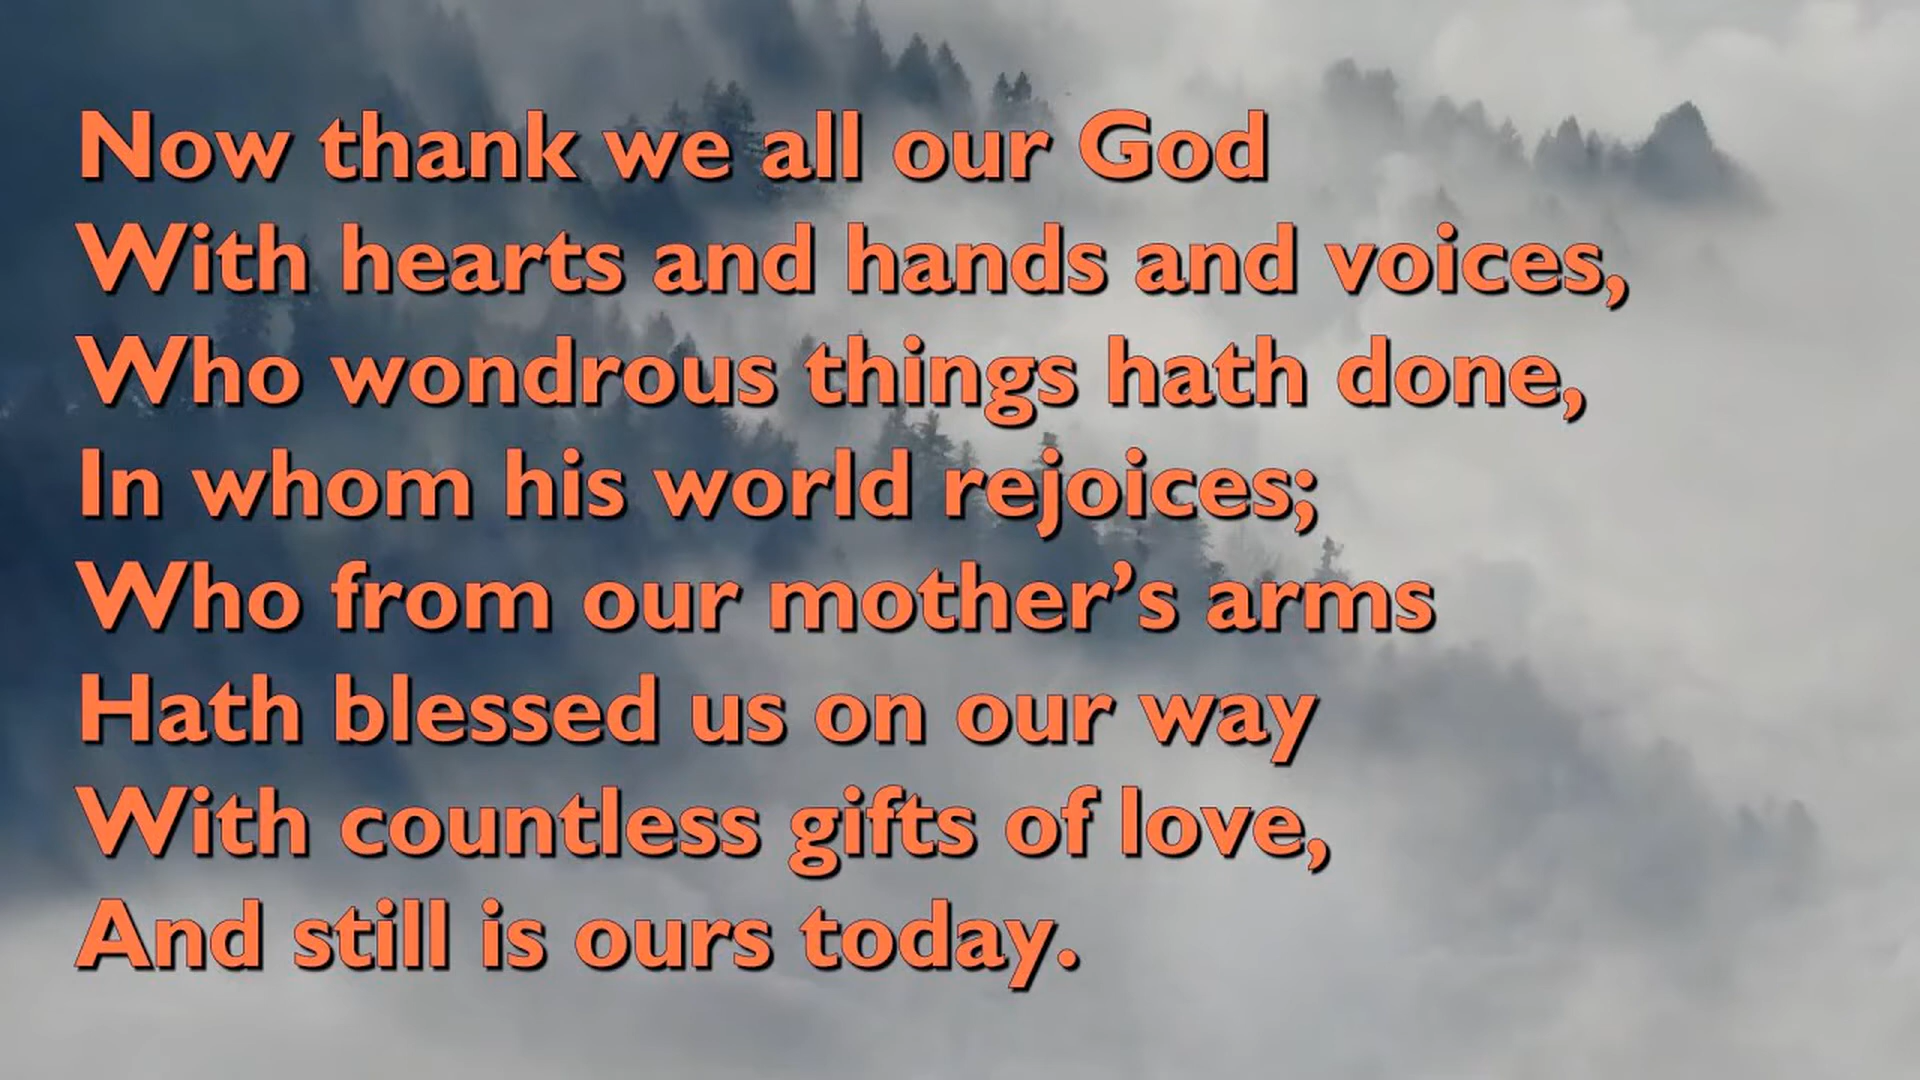 Now thank we all our God
With hearts and hands and voices,
Who wondrous things hath done,
In whom his world rejoices;
Who from our mother’s arms
Hath blessed us on our way
With countless gifts of love,
And still is ours today.